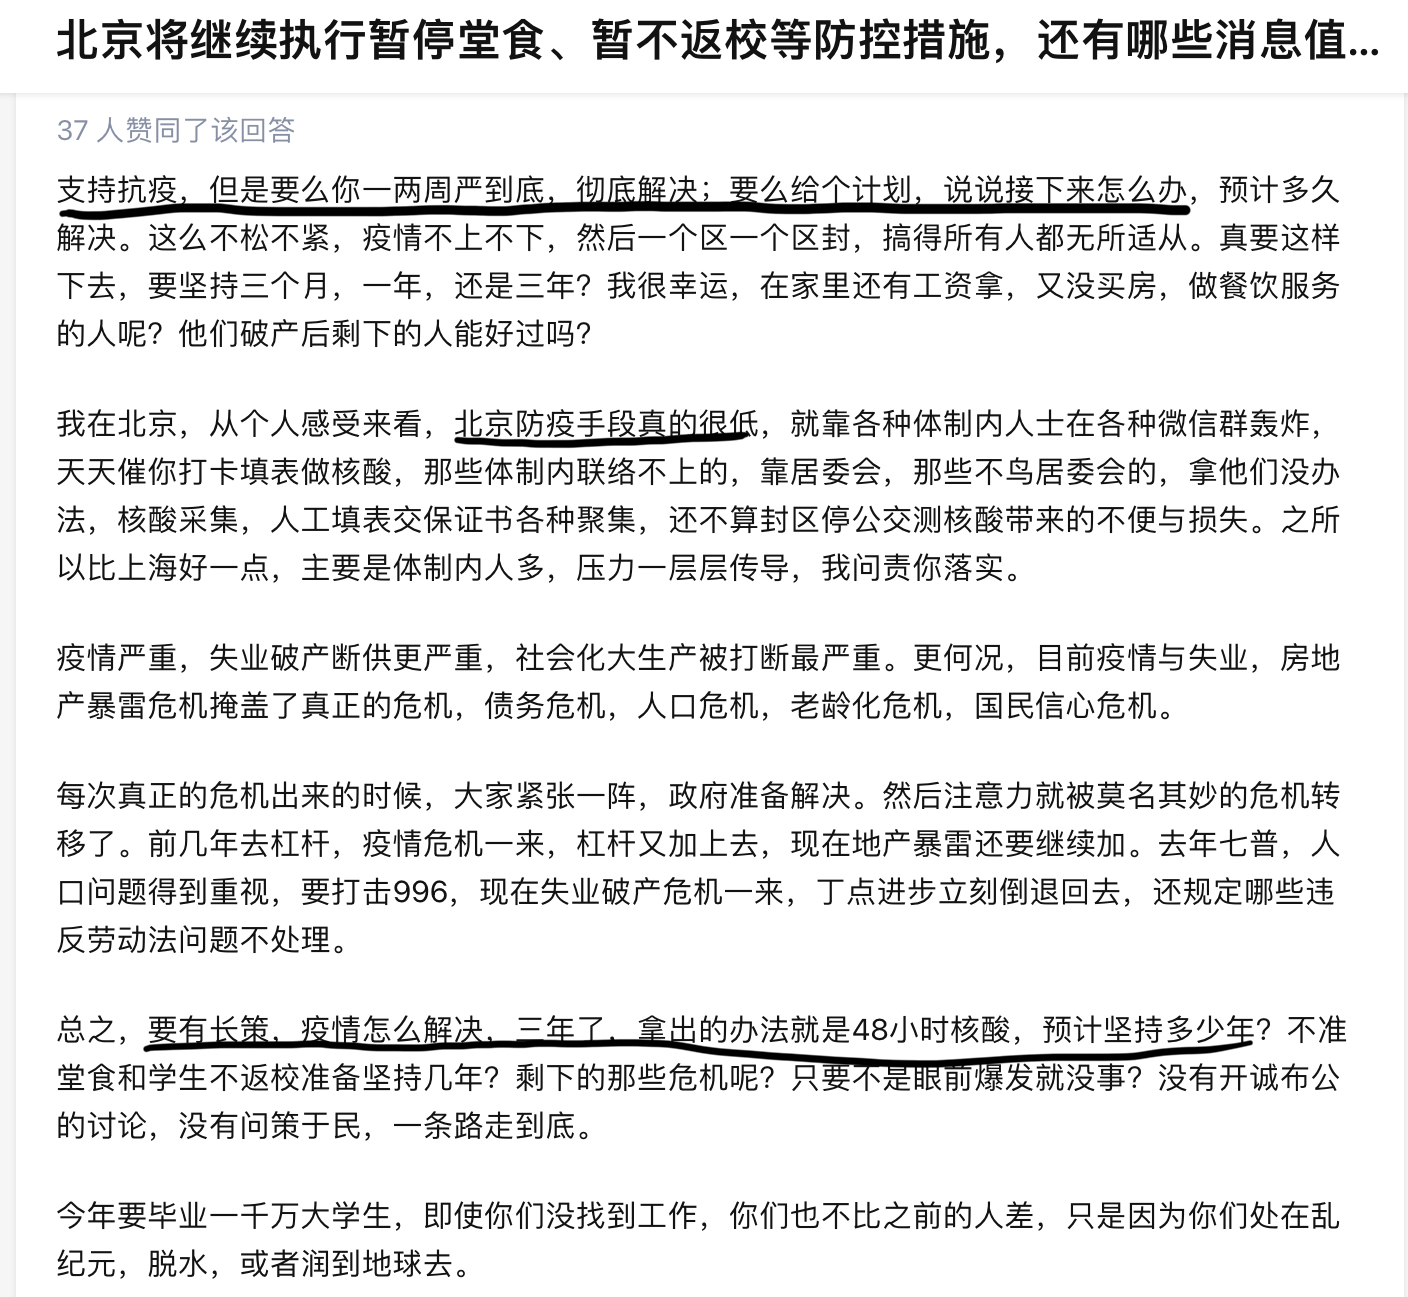 北京将继续执行暂停堂食、暂不返校等防控措施，还有哪些消息值...
37 人赞同了该回答
支持抗疫，但是要么你一两周严到底，彻底解决；要么给个计划，说说接下来怎么办，预计多久
解决。这么不松不紧，疫情不上不下，然后一个区一个区封，搞得所有人都无所适从。真要这样
下去，要坚持三个月，一年，还是三年？我很幸运，在家里还有工资拿，又没买房，做餐饮服务
的人呢？他们破产后剩下的人能好过吗？
我在北京，从个人感受来看，北京防疫手段真的很低，就靠各种体制内人士在各种微信群轰炸，
天天催你打卡填表做核酸，那些体制内联络不上的，靠居委会，那些不鸟居委会的，拿他们没办
法，核酸采集，人工填表交保证书各种聚集，还不算封区停公交测核酸带来的不便与损失。之所
以比上海好一点，主要是体制内人多，压力一层层传导，我问责你落实。
疫情严重，失业破产断供更严重，社会化大生产被打断最严重。更何况，目前疫情与失业，房地
产暴雷危机掩盖了真正的危机，债务危机，人口危机，老龄化危机，国民信心危机。
每次真正的危机出来的时候，大家紧张一阵，政府准备解决。然后注意力就被莫名其妙的危机转
移了。前几年去杠杆，疫情危机一来，杠杆又加上去，现在地产暴雷还要继续加。去年七普，人
口问题得到重视，要打击996，现在失业破产危机一来，丁点进步立刻倒退回去，还规定哪些违
反劳动法问题不处理。
总之，要有长策，疫情怎么解决，三年了，拿出的办法就是48小时核酸，预计坚持多少年？不准
堂食和学生不返校准备坚持几年？剩下的那些危机呢？只要不是眼前爆发就没事？没有开诚布公
的讨论，没有问策于民，一条路走到底。
今年要毕业一千万大学生，即使你们没找到工作，你们也不比之前的人差，只是因为你们处在乱
纪元，脱水，或者润到地球去。